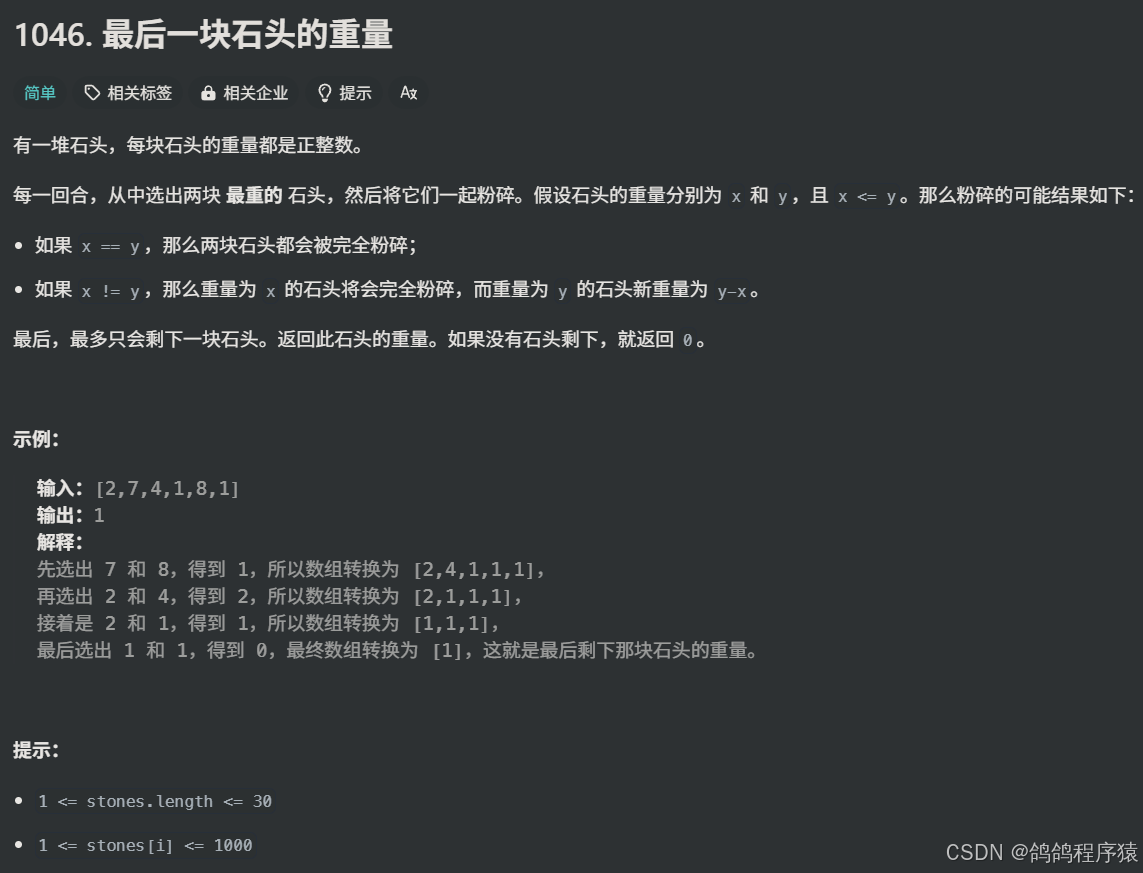 1046. 最后一块石头的重量
简单 相关标签 相关企业 提示 Ax
有一堆石头，每块石头的重量都是正整数。
每一回合，从中选出两块 最重的 石头，然后将它们一起粉碎。假设石头的重量分别为 x 和 y，且 x <= y。那么粉碎的可能结果如下：
• 如果 x == y，那么两块石头都会被完全粉碎；
• 如果 x != y，那么重量为 x 的石头将会完全粉碎，而重量为 y 的石头新重量为 y-x。
最后，最多只会剩下一块石头。返回此石头的重量。如果没有石头剩下，就返回 0。
示例：
输入：[2,7,4,1,8,1]
输出：1
解释：
先选出 7 和 8，得到 1，所以数组转换为 [2,4,1,1,1]，
再选出 2 和 4，得到 2，所以数组转换为 [2,1,1,1]，
接着是 2 和 1，得到 1，所以数组转换为 [1,1,1]，
最后选出 1 和 1，得到 0，最终数组转换为 [1]，这就是最后剩下那块石头的重量。
提示：
• 1 <= stones.length <= 30
• 1 <= stones[i] <= 1000
CSDN @鸽鸽程序猿